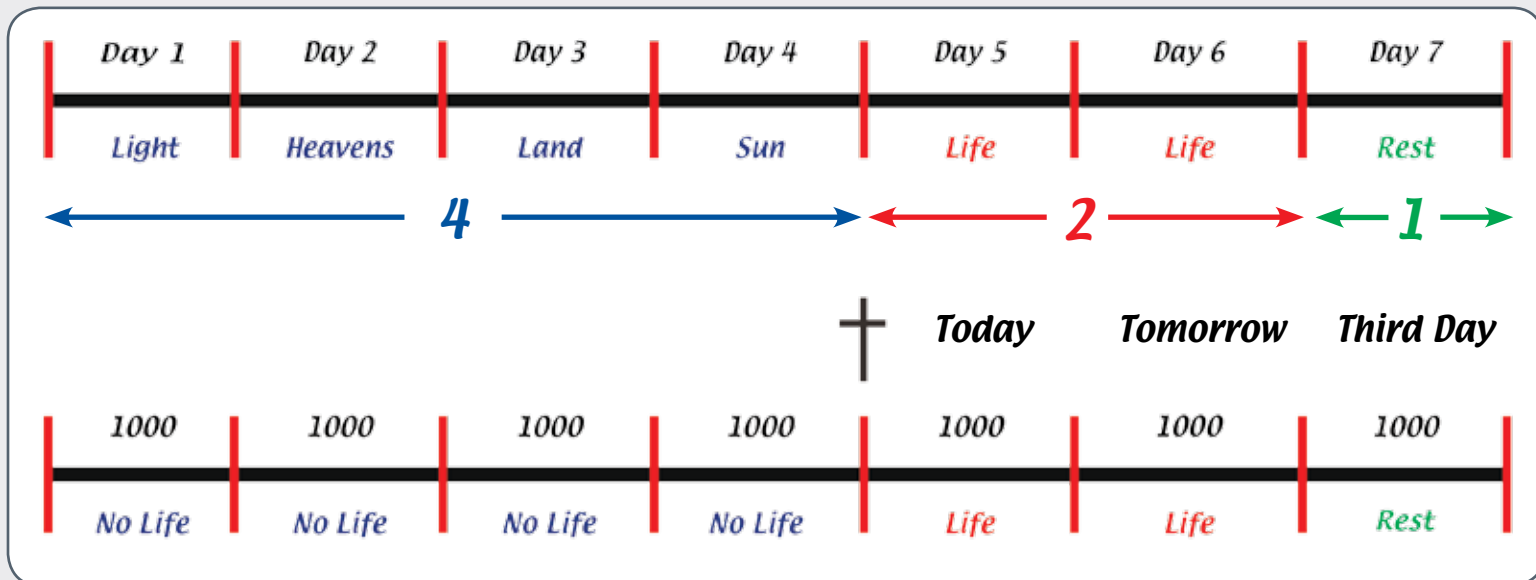 Day 1 Day 2 Day 3 Day 4 Day 5 Day 6 Day 7
Light Heavens Land Sun Life Life Rest
4 2 1
Today Tomorrow Third Day
1000 1000 1000 1000 1000 1000 1000
No Life No Life No Life No Life Life Life Rest